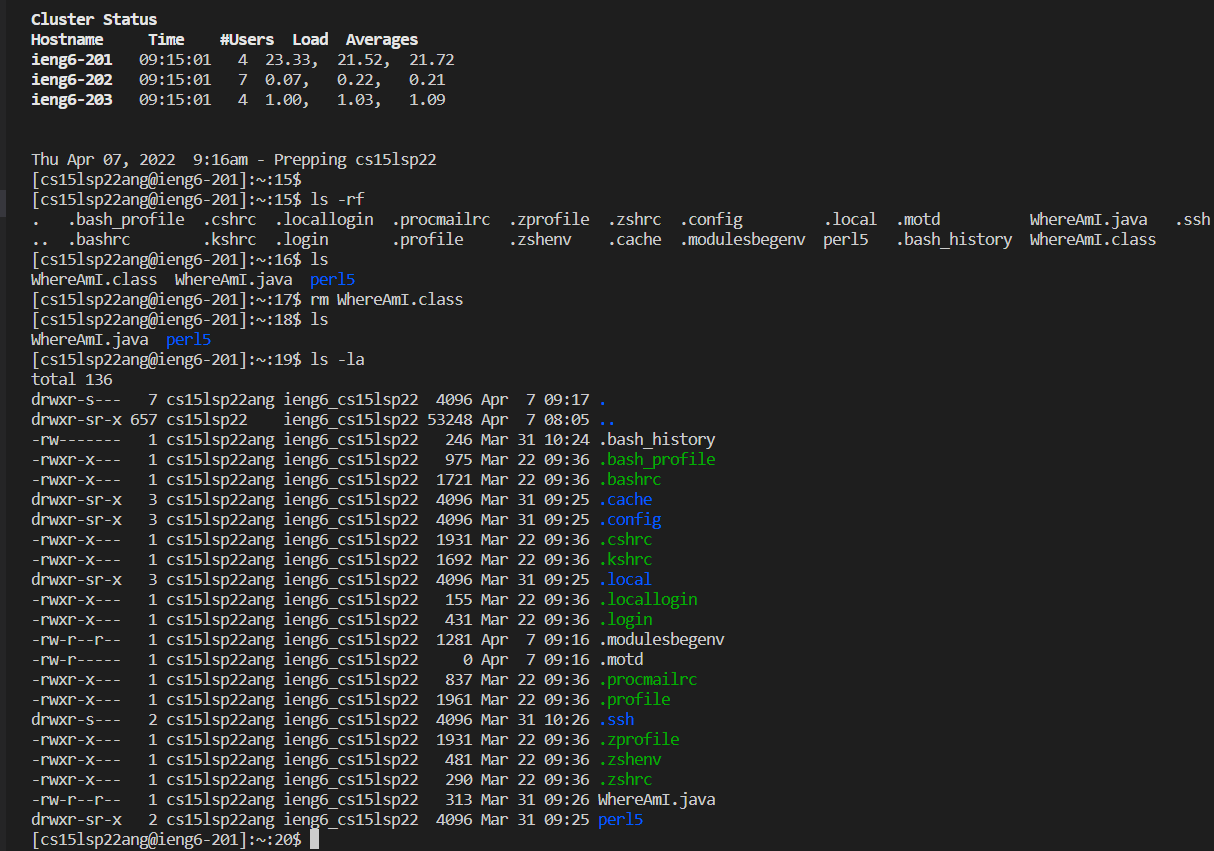 Cluster Status
Hostname     Time    #Users  Load  Averages
ieng6-201   09:15:01   4  23.33,  21.52,  21.72
ieng6-202   09:15:01   7  0.07,   0.22,   0.21
ieng6-203   09:15:01   4  1.00,   1.03,   1.09
Thu Apr 07, 2022  9:16am - Prepping cs15lsp22
[cs15lsp22ang@ieng6-201]:~:15$
[cs15lsp22ang@ieng6-201]:~:15$ ls -rf
.   .bash_profile  .cshrc  .locallogin  .procmailrc  .zprofile  .zshrc  .config         .local  .motd          WhereAmI.java   .ssh
..  .bashrc        .kshrc  .login       .profile     .zshenv    .cache  .modulesbegenv  perl5   .bash_history  WhereAmI.class
[cs15lsp22ang@ieng6-201]:~:16$ ls
WhereAmI.class  WhereAmI.java  perl5
[cs15lsp22ang@ieng6-201]:~:17$ rm WhereAmI.class
[cs15lsp22ang@ieng6-201]:~:18$ ls
WhereAmI.java  perl5
[cs15lsp22ang@ieng6-201]:~:19$ ls -la
total 136
drwxr-s---   7 cs15lsp22ang ieng6_cs15lsp22  4096 Apr  7 09:17 .
drwxr-sr-x 657 cs15lsp22    ieng6_cs15lsp22 53248 Apr  7 08:05 ..
-rw-------   1 cs15lsp22ang ieng6_cs15lsp22   246 Mar 31 10:24 .bash_history
-rwxr-x---   1 cs15lsp22ang ieng6_cs15lsp22   975 Mar 22 09:36 .bash_profile
-rwxr-x---   1 cs15lsp22ang ieng6_cs15lsp22  1721 Mar 22 09:36 .bashrc
drwxr-sr-x   3 cs15lsp22ang ieng6_cs15lsp22  4096 Mar 31 09:25 .cache
drwxr-sr-x   3 cs15lsp22ang ieng6_cs15lsp22  4096 Mar 31 09:25 .config
-rwxr-x---   1 cs15lsp22ang ieng6_cs15lsp22  1931 Mar 22 09:36 .cshrc
-rwxr-x---   1 cs15lsp22ang ieng6_cs15lsp22  1692 Mar 22 09:36 .kshrc
drwxr-sr-x   3 cs15lsp22ang ieng6_cs15lsp22  4096 Mar 31 09:25 .local
-rwxr-x---   1 cs15lsp22ang ieng6_cs15lsp22   155 Mar 22 09:36 .locallogin
-rwxr-x---   1 cs15lsp22ang ieng6_cs15lsp22   431 Mar 22 09:36 .login
-rw-r--r--   1 cs15lsp22ang ieng6_cs15lsp22  1281 Apr  7 09:16 .modulesbegenv
-rw-r-----   1 cs15lsp22ang ieng6_cs15lsp22     0 Apr  7 09:16 .motd
-rwxr-x---   1 cs15lsp22ang ieng6_cs15lsp22   837 Mar 22 09:36 .procmailrc
-rwxr-x---   1 cs15lsp22ang ieng6_cs15lsp22  1961 Mar 22 09:36 .profile
drwxr-s---   2 cs15lsp22ang ieng6_cs15lsp22  4096 Mar 31 10:26 .ssh
-rwxr-x---   1 cs15lsp22ang ieng6_cs15lsp22  1931 Mar 22 09:36 .zprofile
-rwxr-x---   1 cs15lsp22ang ieng6_cs15lsp22   481 Mar 22 09:36 .zshenv
-rwxr-x---   1 cs15lsp22ang ieng6_cs15lsp22   290 Mar 22 09:36 .zshrc
-rw-r--r--   1 cs15lsp22ang ieng6_cs15lsp22   313 Mar 31 09:26 WhereAmI.java
drwxr-sr-x   2 cs15lsp22ang ieng6_cs15lsp22  4096 Mar 31 09:25 perl5
[cs15lsp22ang@ieng6-201]:~:20$